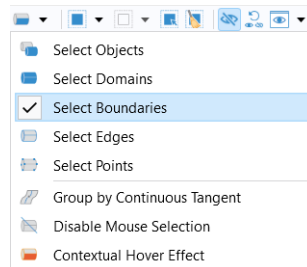 Select Objects
Select Domains
Select Boundaries
Select Edges
Select Points
Group by Continuous Tangent
Disable Mouse Selection
Contextual Hover Effect